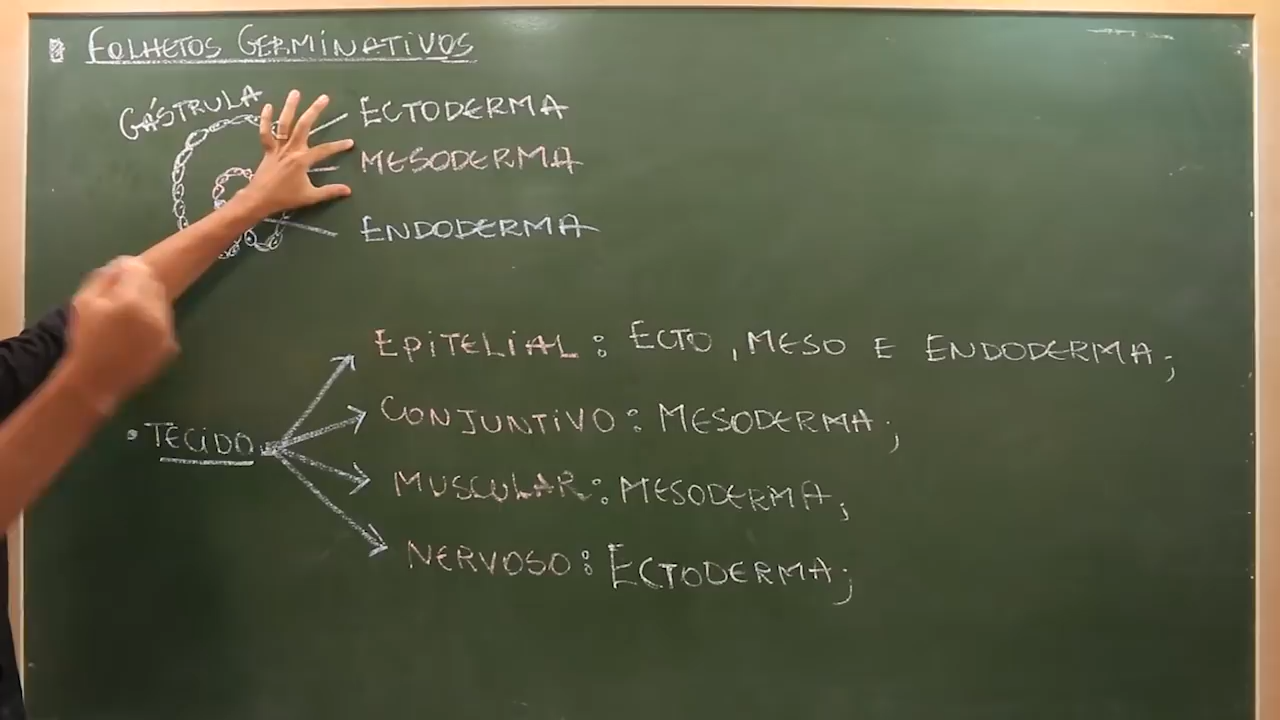 FOLHETOS GERMINATIVOS
GÁSTRULA
ECTODERMA
MESODERMA
ENDODERMA
• TECIDO
EPITELIAL: ECTO, MESO E ENDODERMA;
CONJUNTIVO: MESODERMA;
MUSCULAR: MESODERMA;
NERVOSO: ECTODERMA;